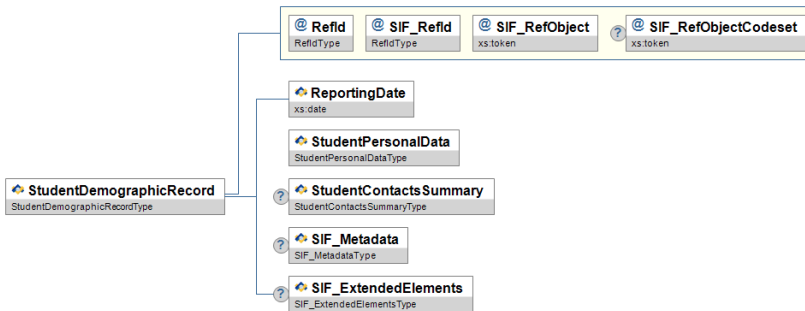 @ RefId @ SIF_RefId @ SIF_RefObject ? @ SIF_RefObjectCodeset
RefIdType RefIdType xs:token xs:token
ReportingDate
xs:date
StudentPersonalData
StudentPersonalDataType
StudentDemographicRecord
StudentDemographicRecordType
? StudentContactsSummary
StudentContactsSummaryType
? SIF_Metadata
SIF_MetadataType
? SIF_ExtendedElements
SIF_ExtendedElementsType